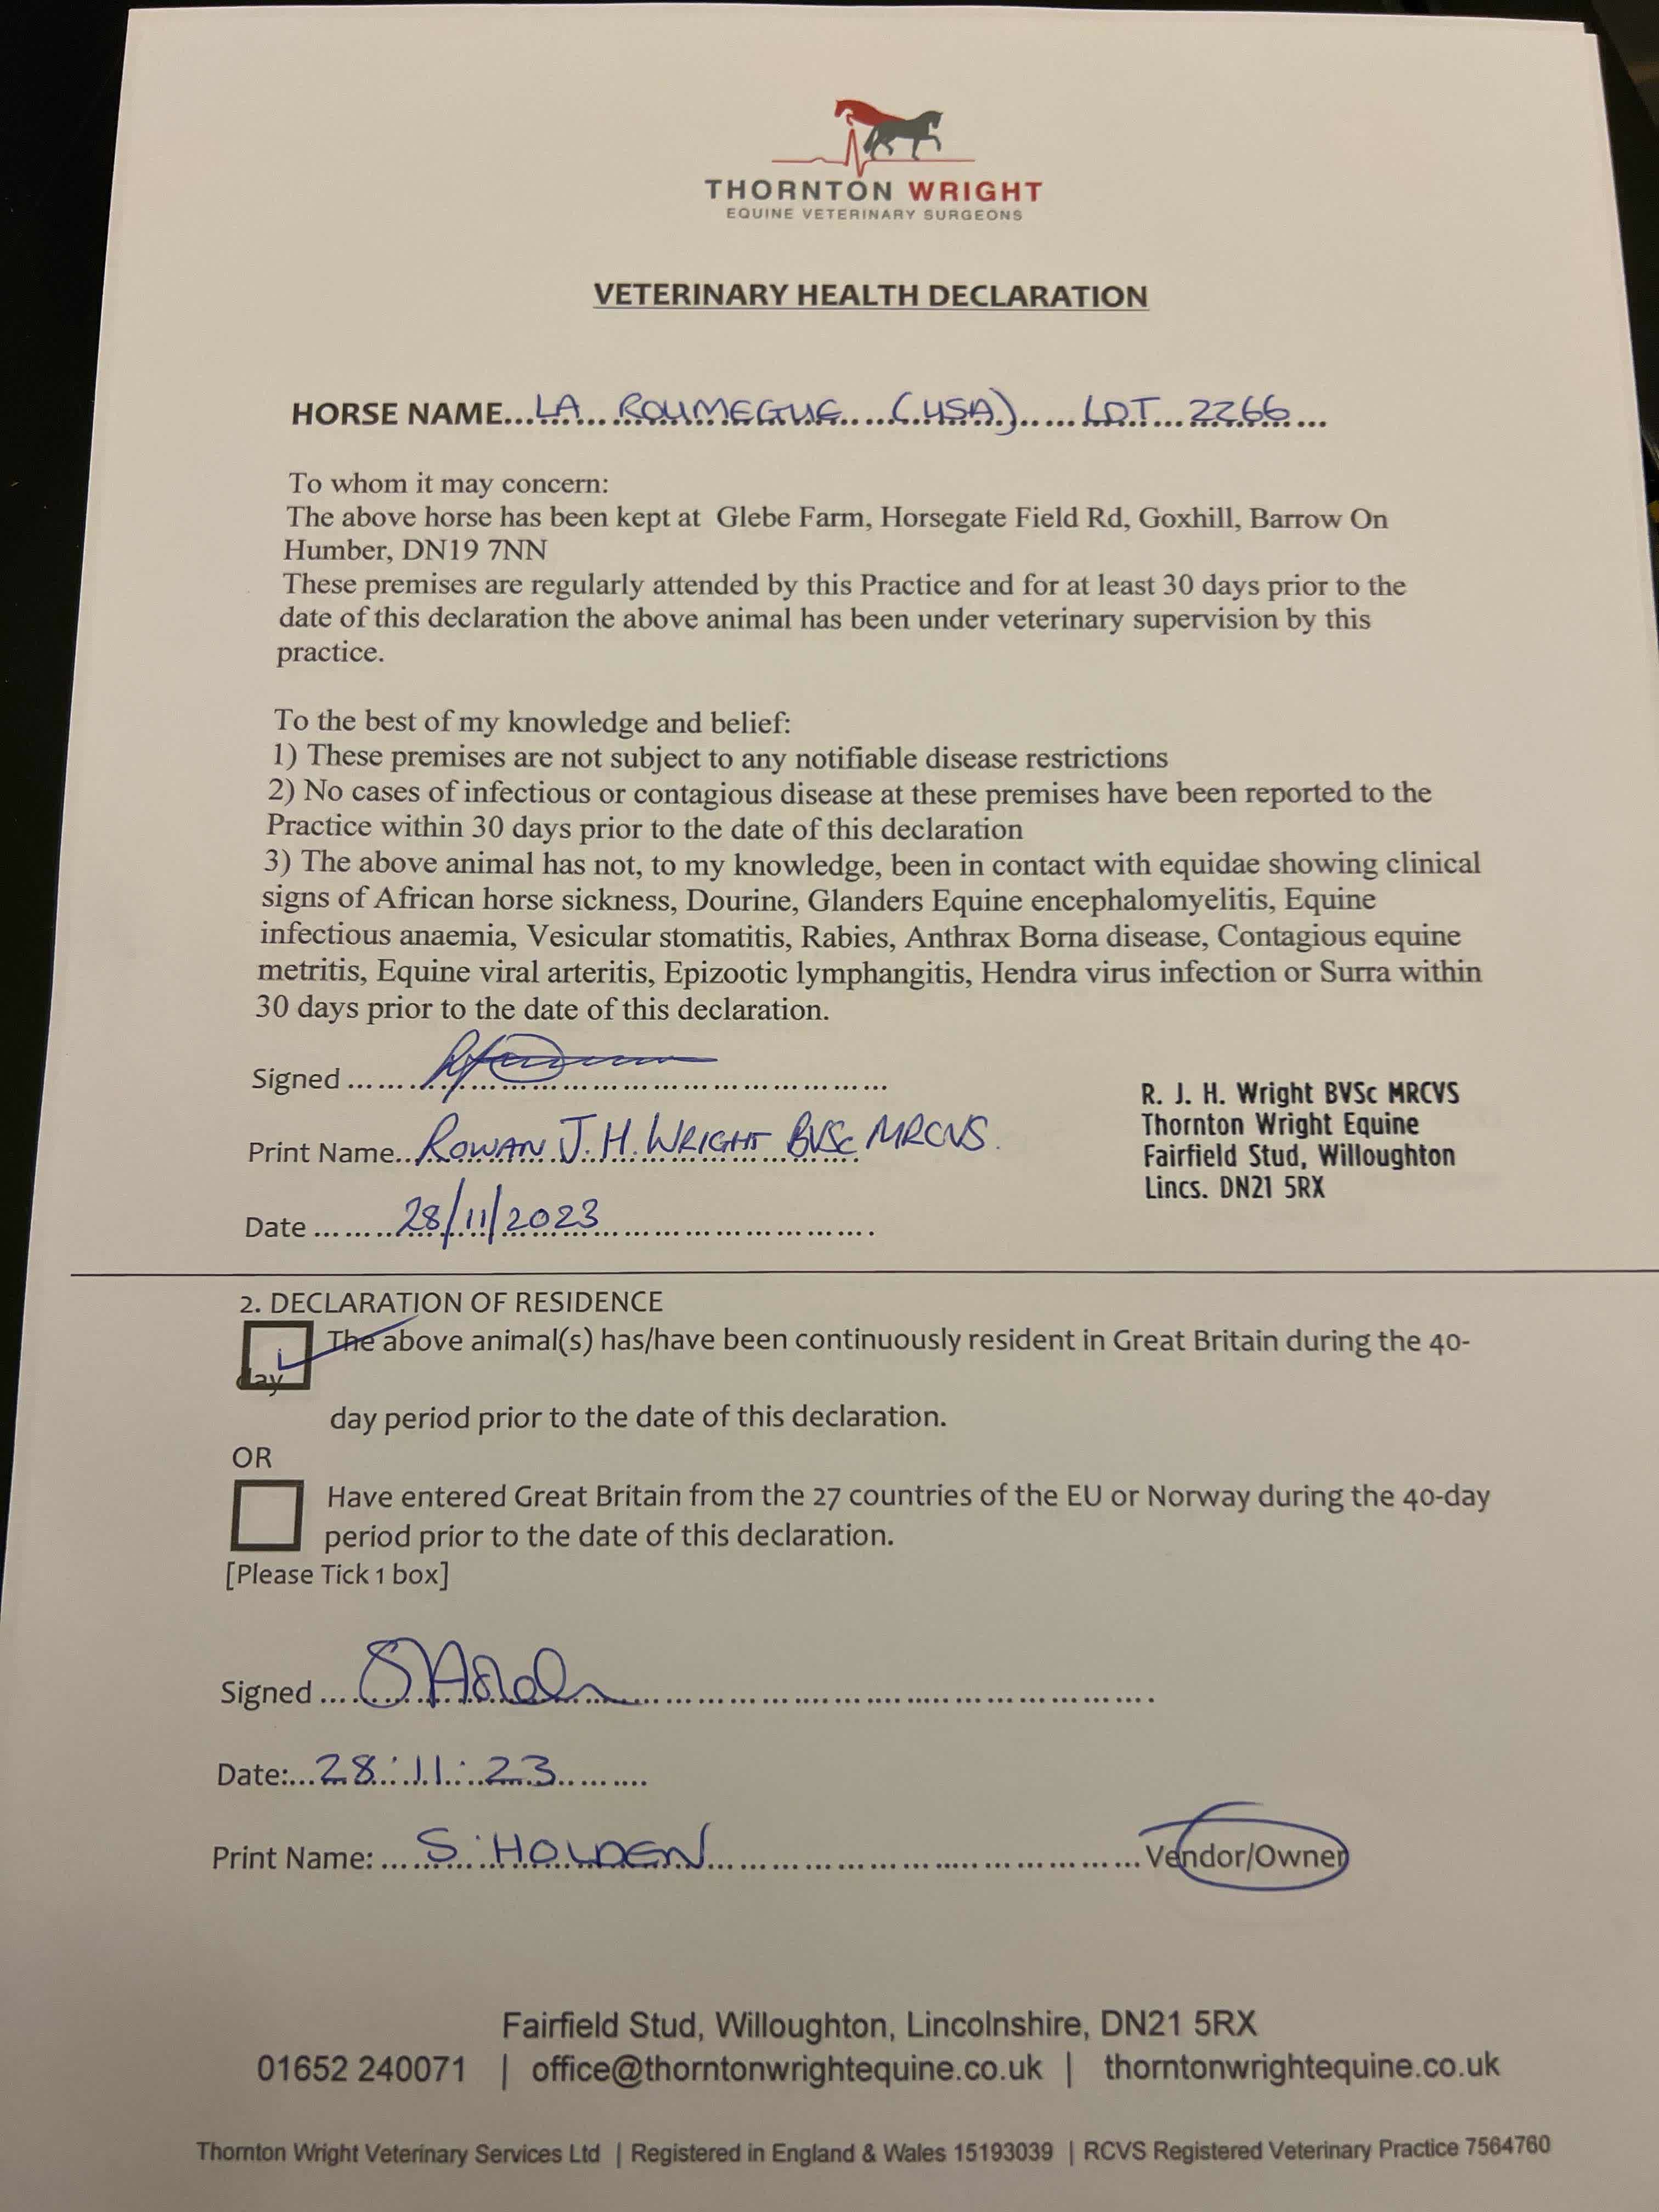 THORNTON WRIGHT
EQUINE VETERINARY SURGEONS
VETERINARY HEALTH DECLARATION
HORSE NAME...LA ROUMEGUE (USA) LOT 2266...
To whom it may concern:
The above horse has been kept at Glebe Farm, Horsegate Field Rd, Goxhill, Barrow On
Humber, DN19 7NN
These premises are regularly attended by this Practice and for at least 30 days prior to the
date of this declaration the above animal has been under veterinary supervision by this
practice.
To the best of my knowledge and belief:
1) These premises are not subject to any notifiable disease restrictions
2) No cases of infectious or contagious disease at these premises have been reported to the
Practice within 30 days prior to the date of this declaration
3) The above animal has not, to my knowledge, been in contact with equidae showing clinical
signs of African horse sickness, Dourine, Glanders Equine encephalomyelitis, Equine
infectious anaemia, Vesicular stomatitis, Rabies, Anthrax Borna disease, Contagious equine
metritis, Equine viral arteritis, Epizootic lymphangitis, Hendra virus infection or Surra within
30 days prior to the date of this declaration.
Signed
R. J. H. Wright BVSc MRCVS
Thornton Wright Equine
Fairfield Stud, Willoughton
Lincs. DN21 5RX
Print Name..ROWAN J.H. WRIGHT BVSc MRCVS.
Date ......28/11/2023
2. DECLARATION OF RESIDENCE
The above animal(s) has/have been continuously resident in Great Britain during the 40-
day
day period prior to the date of this declaration.
OR
Have entered Great Britain from the 27 countries of the EU or Norway during the 40-day
period prior to the date of this declaration.
[Please Tick 1 box]
Signed .... S Holden
Date:...28:11:23
Print Name: ... S. HOLDEN ... Vendor/Owner
Fairfield Stud, Willoughton, Lincolnshire, DN21 5RX
01652 240071 | office@thorntonwrightequine.co.uk | thorntonwrightequine.co.uk
Thornton Wright Veterinary Services Ltd | Registered in England & Wales 15193039 | RCVS Registered Veterinary Practice 7564760